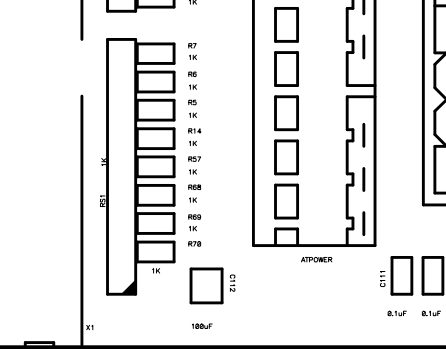 1K
R7
1K
R6
1K
R5
1K
R14
1K
R57
1K
R68
1K
R69
1K
R70
1K
1K
RS1
C112
100uF
X1
ATPOWER
C111
0.1uF
0.1uF